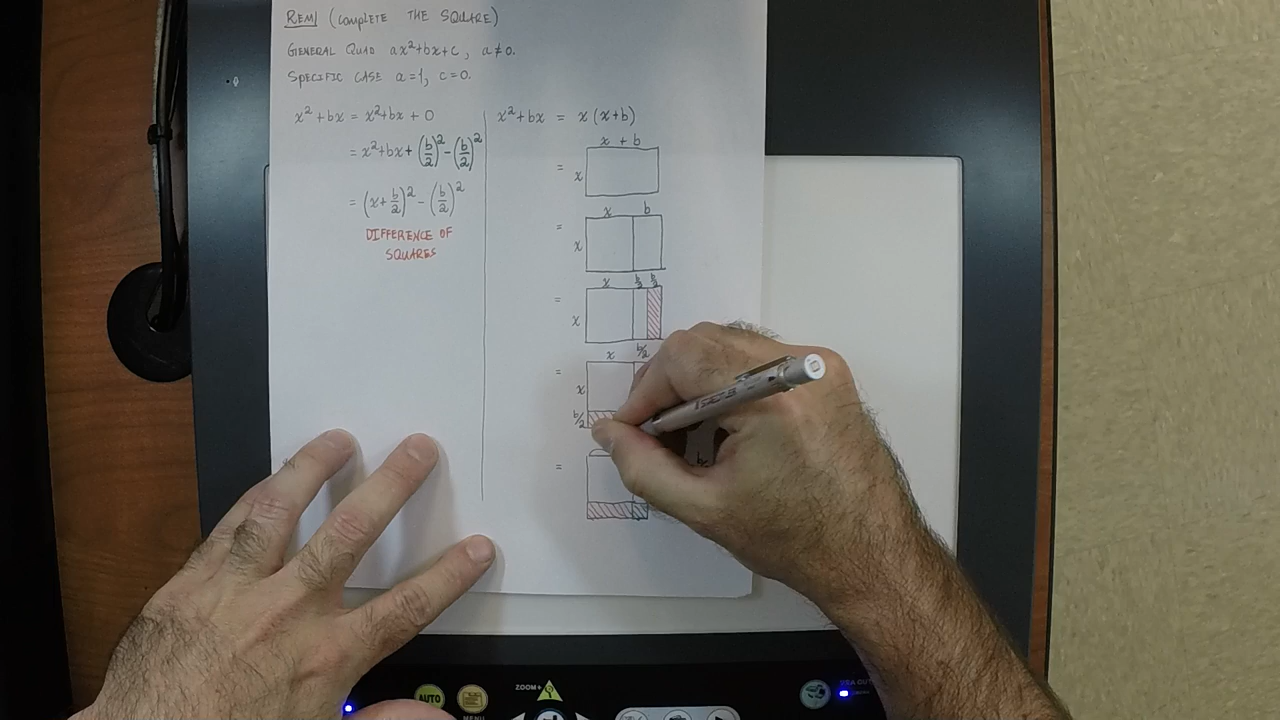 REM/ (COMPLETE THE SQUARE)
GENERAL QUAD ax²+bx+c, a≠0.
SPECIFIC CASE a=1, c=0.
x²+bx = x²+bx+0
= x²+bx+(b/2)²-(b/2)²
= (x+b/2)²-(b/2)²
DIFFERENCE OF
SQUARES
x²+bx = x(x+b)
x + b
= x
x b
= x
x b/2 b/2
= x
x b/2
= x
b/2
=
AUTO
MENU
ZOOM+